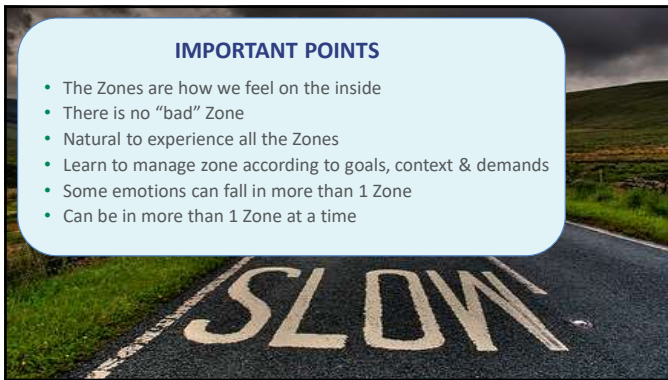 IMPORTANT POINTS
• The Zones are how we feel on the inside
• There is no “bad” Zone
• Natural to experience all the Zones
• Learn to manage zone according to goals, context & demands
• Some emotions can fall in more than 1 Zone
• Can be in more than 1 Zone at a time
SLOW